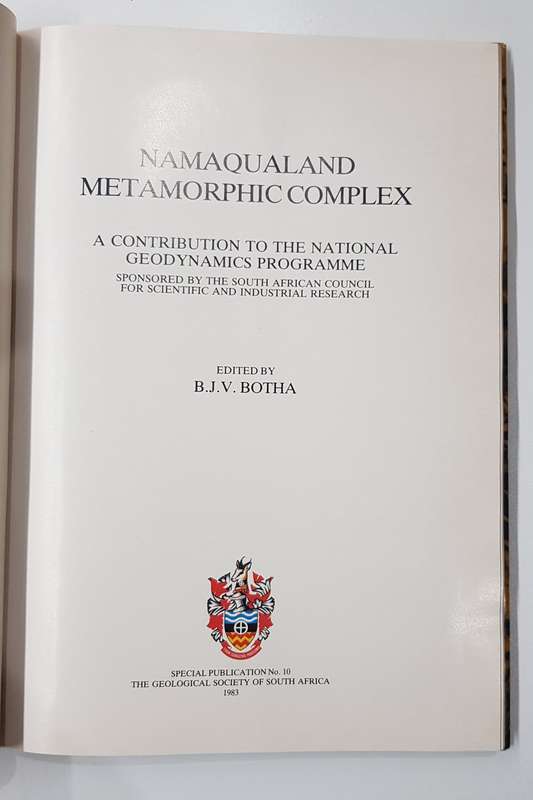 NAMAQUALAND
METAMORPHIC COMPLEX
A CONTRIBUTION TO THE NATIONAL
GEODYNAMICS PROGRAMME
SPONSORED BY THE SOUTH AFRICAN COUNCIL
FOR SCIENTIFIC AND INDUSTRIAL RESEARCH
EDITED BY
B.J.V. BOTHA
SPECIAL PUBLICATION No. 10
THE GEOLOGICAL SOCIETY OF SOUTH AFRICA
1983